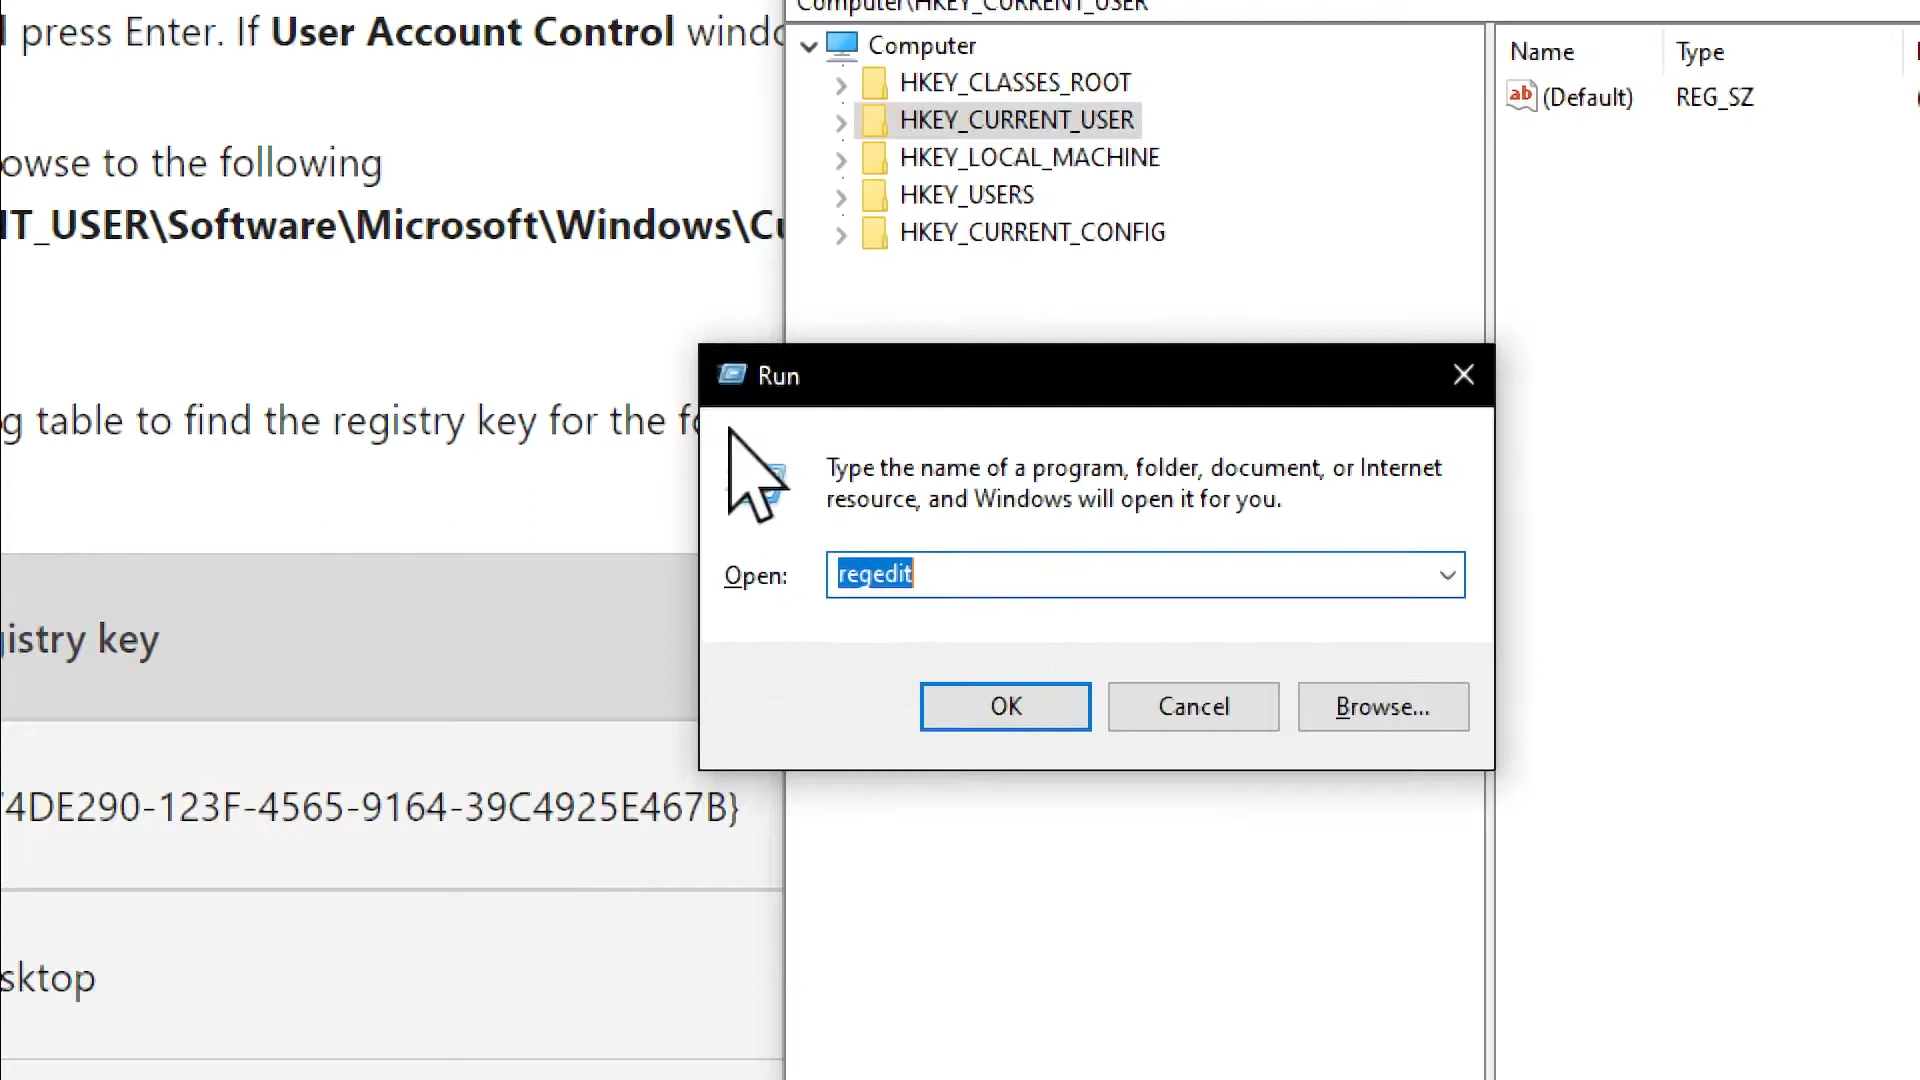 press Enter. If User Account Control
owse to the following
T_USER\Software\Microsoft\Windows\
g table to find the registry key for the
istry key
4DE290-123F-4565-9164-39C4925E467B}
sktop
Computer\HKEY_CURRENT_USER
Computer
HKEY_CLASSES_ROOT
HKEY_CURRENT_USER
HKEY_LOCAL_MACHINE
HKEY_USERS
HKEY_CURRENT_CONFIG
Name Type
ab (Default) REG_SZ
Run
Type the name of a program, folder, document, or Internet
resource, and Windows will open it for you.
Open: regedit
OK Cancel Browse...